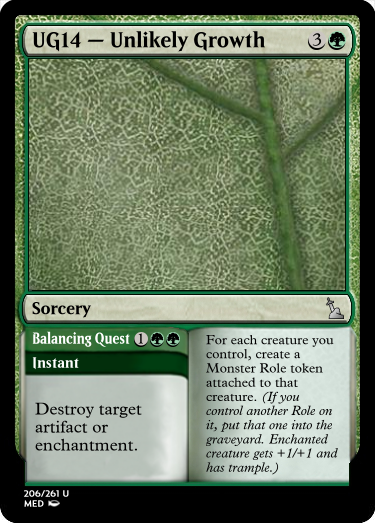 UG14 — Unlikely Growth
3
Sorcery
Balancing Quest 1
Instant
Destroy target
artifact or
enchantment.
For each creature you
control, create a
Monster Role token
attached to that
creature. (If you
control another Role on
it, put that one into the
graveyard. Enchanted
creature gets +1/+1 and
has trample.)
206/261 U
MED